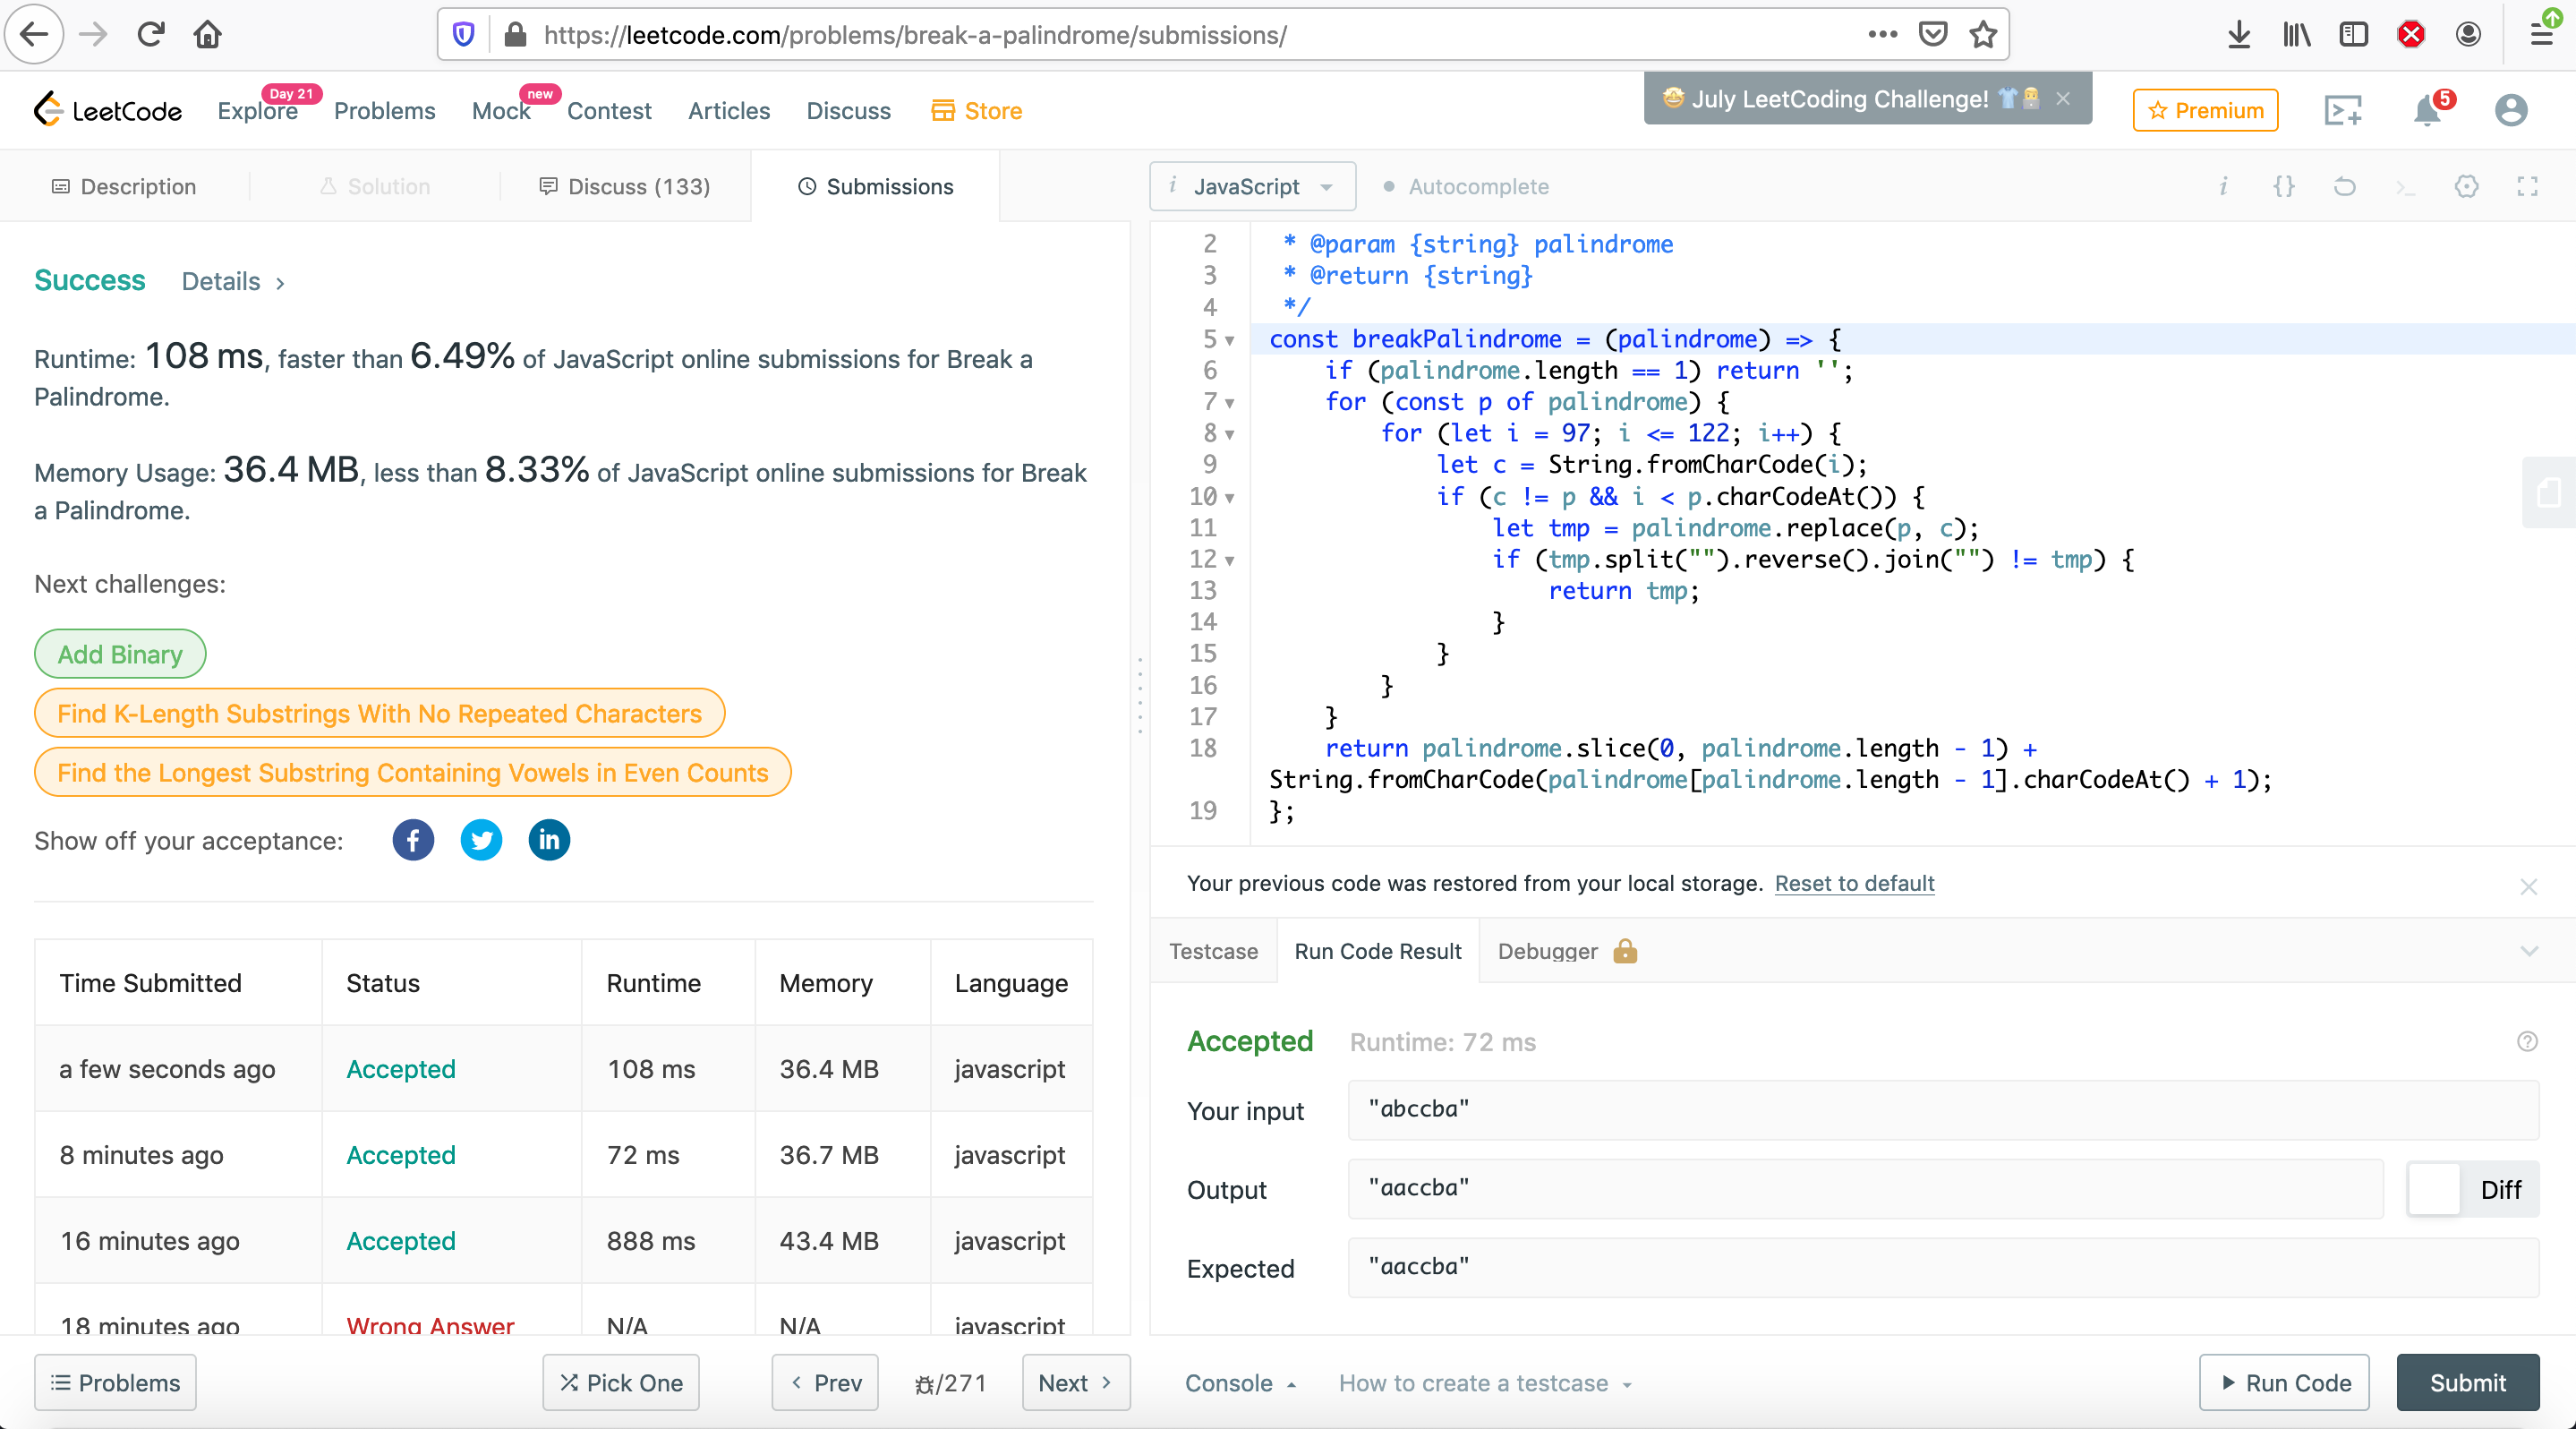 https://leetcode.com/problems/break-a-palindrome/submissions/
LeetCode
Explore
Day 21
Problems
Mock
new
Contest
Articles
Discuss
Store
July LeetCoding Challenge!
Premium
5
Description
Solution
Discuss (133)
Submissions
i JavaScript
Autocomplete
Success Details >
Runtime: 108 ms, faster than 6.49% of JavaScript online submissions for Break a
Palindrome.
Memory Usage: 36.4 MB, less than 8.33% of JavaScript online submissions for Break
a Palindrome.
Next challenges:
Add Binary
Find K-Length Substrings With No Repeated Characters
Find the Longest Substring Containing Vowels in Even Counts
Show off your acceptance:
Time Submitted Status Runtime Memory Language
a few seconds ago Accepted 108 ms 36.4 MB javascript
8 minutes ago Accepted 72 ms 36.7 MB javascript
16 minutes ago Accepted 888 ms 43.4 MB javascript
18 minutes ago Wrong Answer N/A N/A javascript
Problems
Pick One
< Prev
/271
Next >
2 * @param {string} palindrome
3 * @return {string}
4 */
5 const breakPalindrome = (palindrome) => {
6 if (palindrome.length == 1) return '';
7 for (const p of palindrome) {
8 for (let i = 97; i <= 122; i++) {
9 let c = String.fromCharCode(i);
10 if (c != p && i < p.charCodeAt()) {
11 let tmp = palindrome.replace(p, c);
12 if (tmp.split("").reverse().join("") != tmp) {
13 return tmp;
14 }
15 }
16 }
17 }
18 return palindrome.slice(0, palindrome.length - 1) +
String.fromCharCode(palindrome[palindrome.length - 1].charCodeAt() + 1);
19 };
Your previous code was restored from your local storage. Reset to default
Testcase
Run Code Result
Debugger
Accepted Runtime: 72 ms
Your input "abccba"
Output "aaccba"
Diff
Expected "aaccba"
Console
How to create a testcase
Run Code
Submit